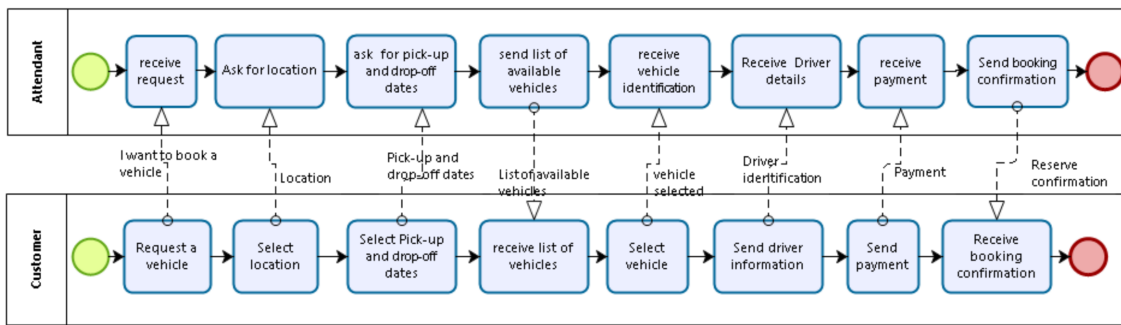 Attendant
receive
request
Ask for location
ask for pick-up
and drop-off
dates
send list of
available
vehicles
receive
vehicle
identification
Receive Driver
details
receive
payment
Send booking
confirmation
I want to book a
vehicle
Location
Pick-up and
drop-off dates
List of available
vehicles
vehicle
selected
Driver
identification
Payment
Reserve
confirmation
Customer
Request a
vehicle
Select
location
Select Pick-up
and drop-off
dates
receive list of
vehicles
Select
vehicle
Send driver
information
Send
payment
Receive
booking
confirmation